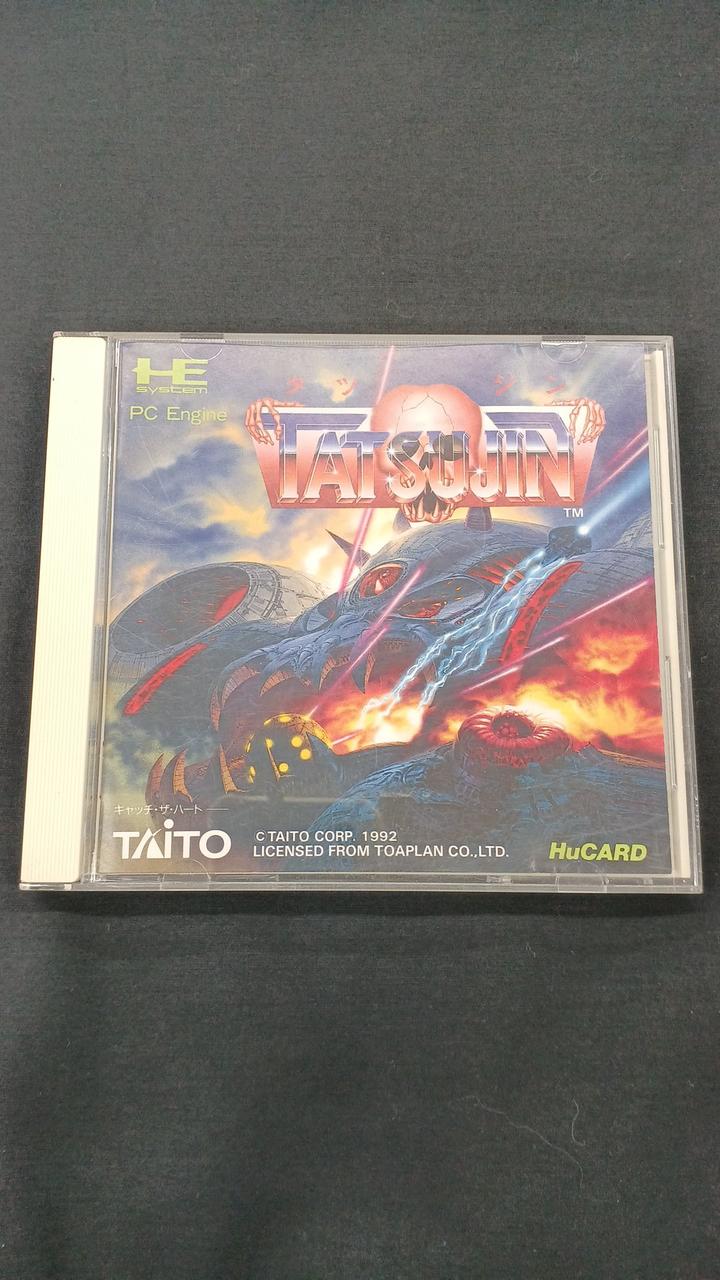 HE
SYSTEM
PC Engine
タツジン
TATSUJIN
TM
キャッチ・ザ・ハート
TAITO
© TAITO CORP. 1992
LICENSED FROM TOAPLAN CO.,LTD.
HuCARD